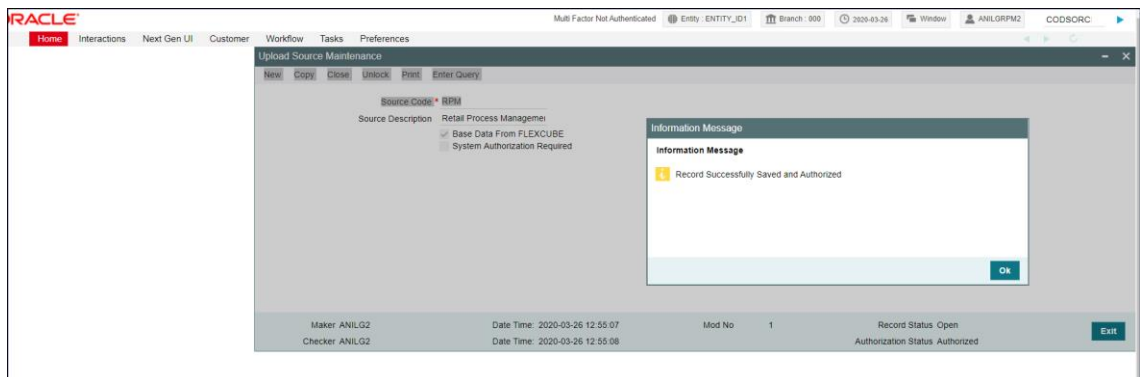 RACLE
Multi Factor Not Authenticated Entity : ENTITY_ID1 Branch : 000 2020-03-26 Window ANILGRPM2 CODSORC
Home Interactions Next Gen UI Customer Workflow Tasks Preferences
Upload Source Maintenance
New Copy Close Unlock Print Enter Query
Source Code * RPM
Source Description Retail Process Managemen
Base Data From FLEXCUBE
System Authorization Required
Information Message
Information Message
Record Successfully Saved and Authorized
Ok
Maker ANILG2 Date Time: 2020-03-26 12:55:07 Mod No 1 Record Status Open
Checker ANILG2 Date Time: 2020-03-26 12:55:08 Authorization Status Authorized
Exit